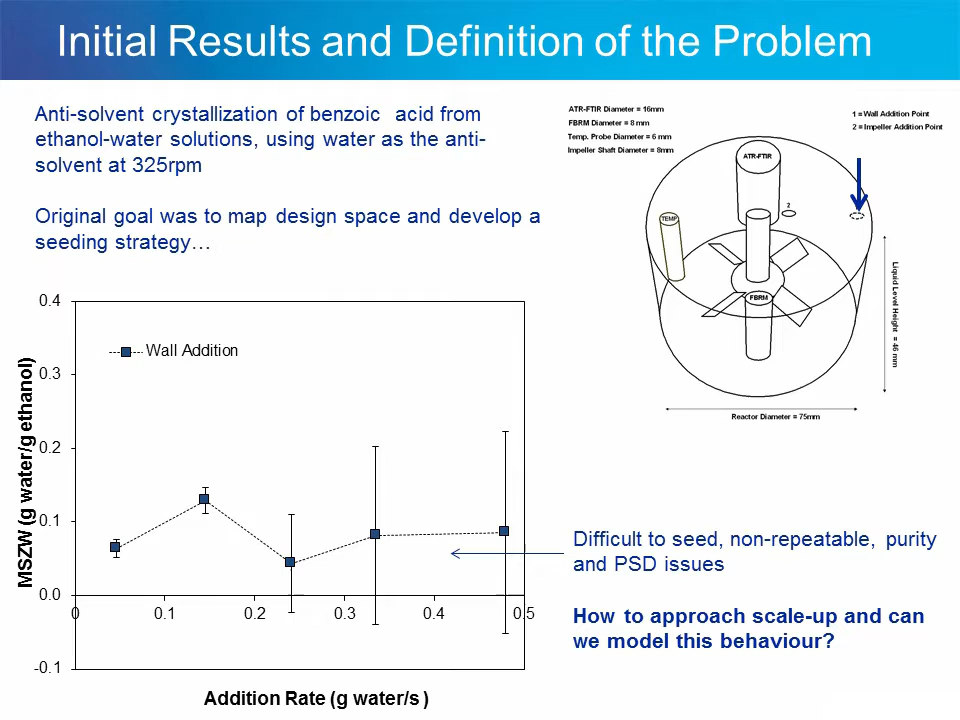 Initial Results and Definition of the Problem
Anti-solvent crystallization of benzoic acid from
ethanol-water solutions, using water as the anti-
solvent at 325rpm
Original goal was to map design space and develop a
seeding strategy…
ATR-FTIR Diameter = 16mm
FBRM Diameter = 8 mm
Temp. Probe Diameter = 6 mm
Impeller Shaft Diameter = 8mm
1 = Wall Addition Point
2 = Impeller Addition Point
ATR-FTIR
2
1
TEMP
FBRM
Liquid Level Height = 46 mm
Reactor Diameter = 75mm
MSZW (g water/g ethanol)
0.4
0.3
0.2
0.1
0.0
-0.1
Wall Addition
0
0.1
0.2
0.3
0.4
0.5
Addition Rate (g water/s )
Difficult to seed, non-repeatable, purity
and PSD issues
How to approach scale-up and can
we model this behaviour?